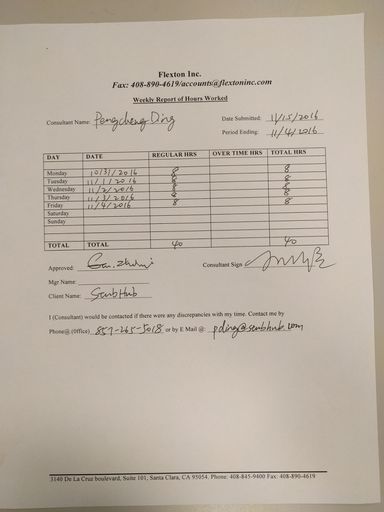 Flexton Inc.
Fax: 408-890-4619/accounts@flextoninc.com
Weekly Report of Hours Worked
Consultant Name: Pengcheng Ding Date Submitted: 11/15/2016
Period Ending: 11/4/2016
DAY DATE REGULAR HRS OVER TIME HRS TOTAL HRS
Monday 10/31/2016 8 8
Tuesday 11/1/2016 8 8
Wednesday 11/2/2016 8 8
Thursday 11/3/2016 8 8
Friday 11/4/2016 8 8
Saturday
Sunday
TOTAL TOTAL 40 40
Approved: Consultant Sign
Mgr Name:
Client Name: ScrubHub
I (Consultant) would be contacted if there were any discrepancies with my time. Contact me by
Phone@ (Office) 857-265-5018 or by E Mail @: pding@scrubhub.com
3140 De La Cruz boulevard, Suite 101, Santa Clara, CA 95054. Phone: 408-845-9400 Fax: 408-890-4619